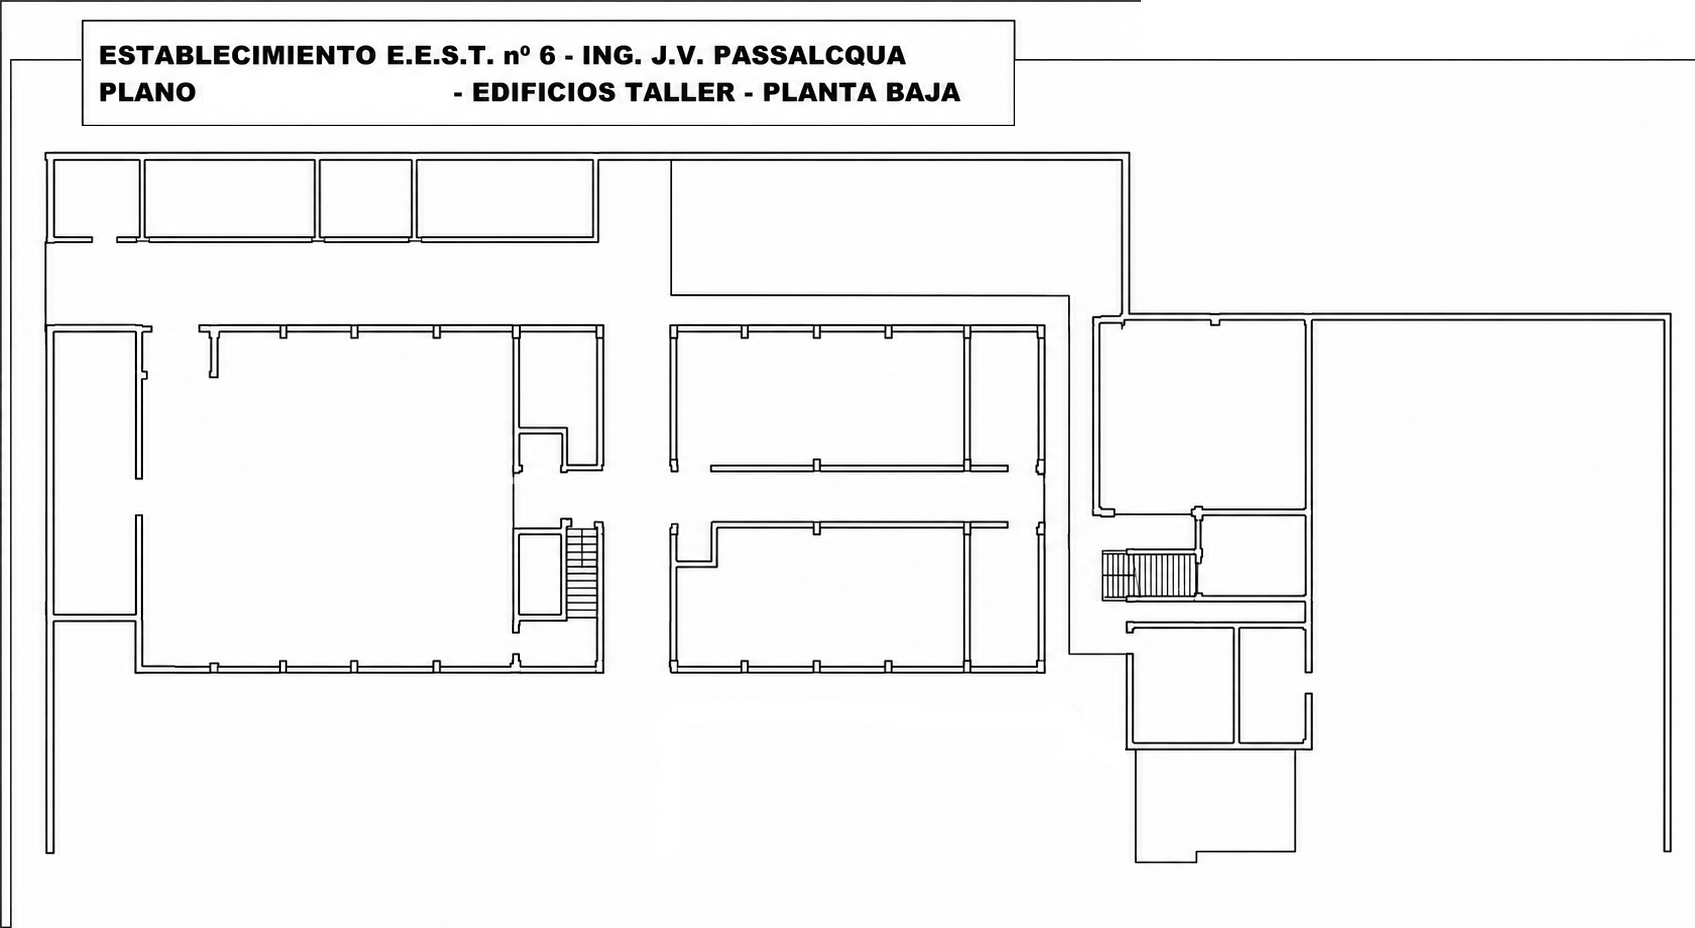 ESTABLECIMIENTO E.E.S.T. nº 6 - ING. J.V. PASSALCQUA
PLANO - EDIFICIOS TALLER - PLANTA BAJA